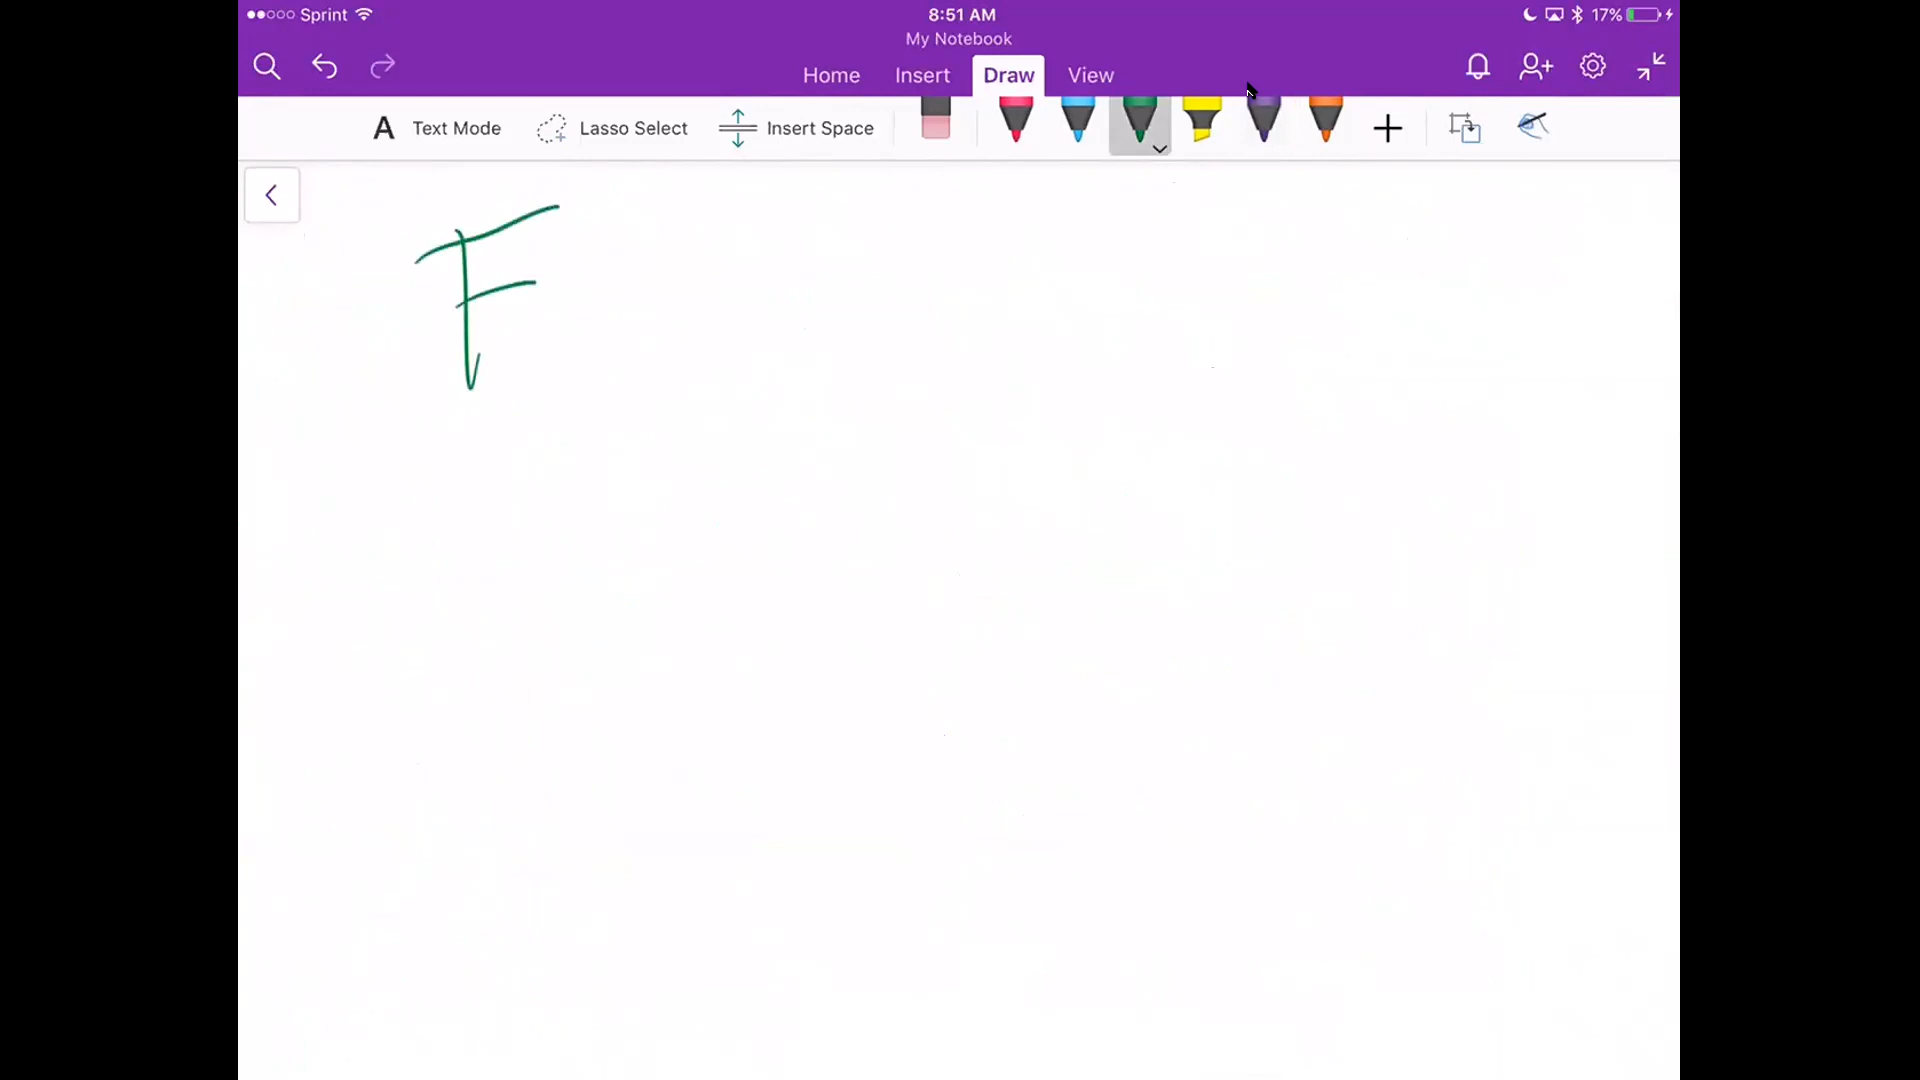 Sprint 8:51 AM 17%
My Notebook
Home Insert Draw View
A Text Mode Lasso Select Insert Space
F